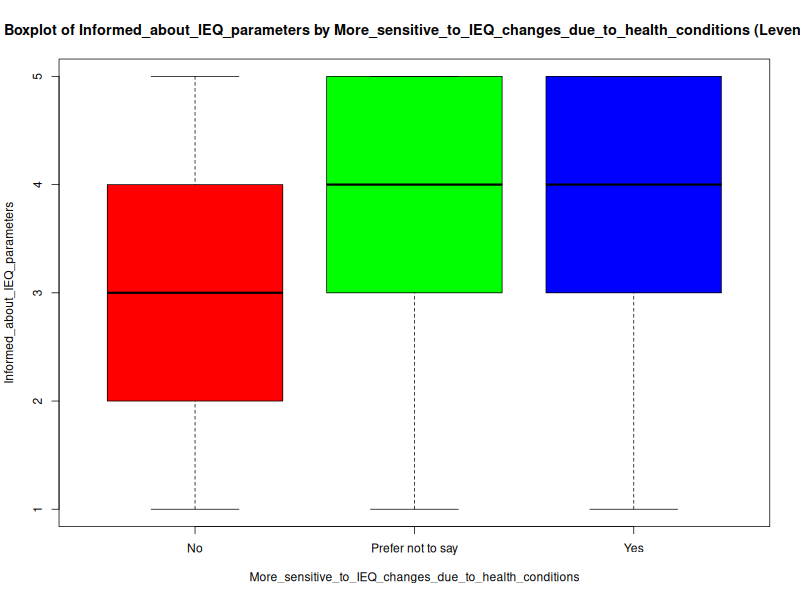 Boxplot of Informed_about_IEQ_parameters by More_sensitive_to_IEQ_changes_due_to_health_conditions (Leven
Informed_about_IEQ_parameters
5
4
3
2
1
No Prefer not to say Yes
More_sensitive_to_IEQ_changes_due_to_health_conditions